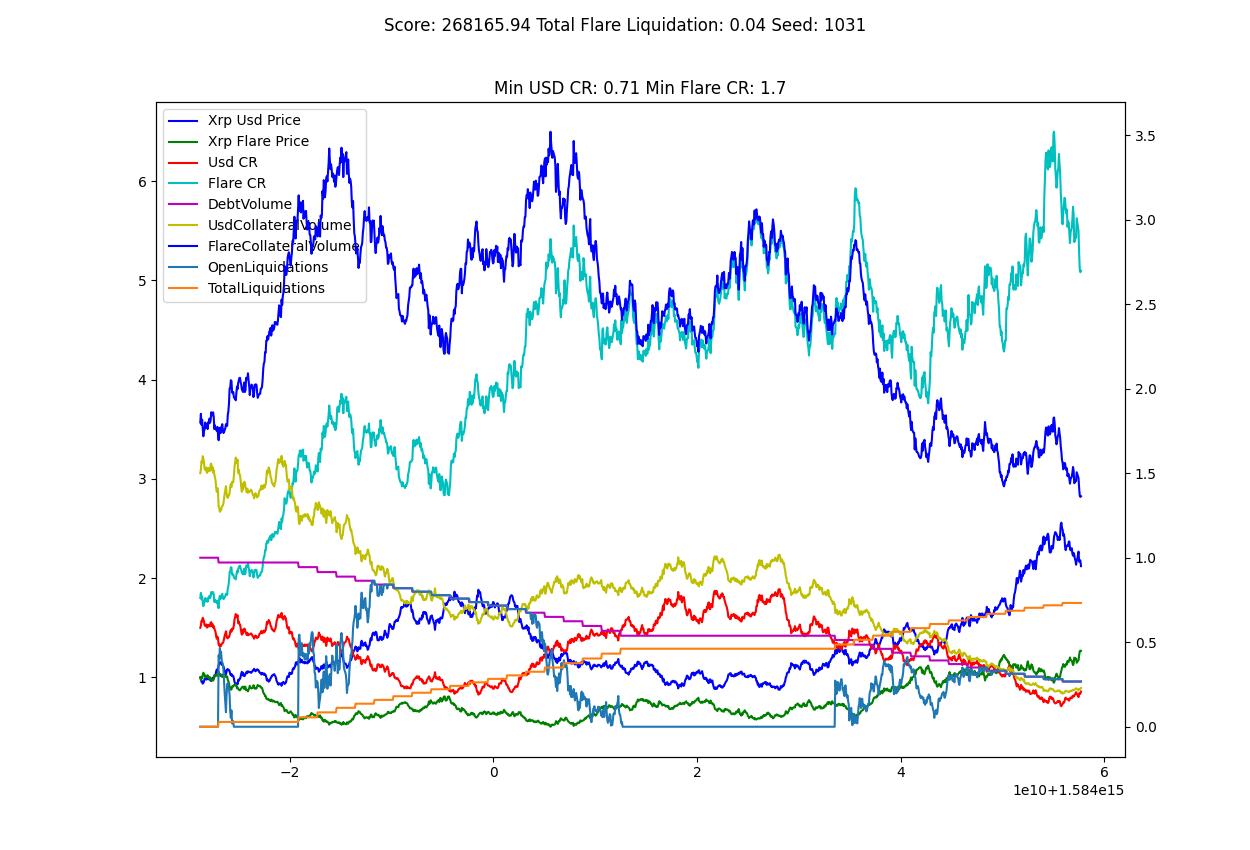 Score: 268165.94 Total Flare Liquidation: 0.04 Seed: 1031
Min USD CR: 0.71 Min Flare CR: 1.7
Xrp Usd Price
Xrp Flare Price
Usd CR
Flare CR
DebtVolume
UsdCollateralVolume
FlareCollateralVolume
OpenLiquidations
TotalLiquidations
6
5
4
3
2
1
3.5
3.0
2.5
2.0
1.5
1.0
0.5
0.0
−2
0
2
4
6
1e10+1.584e15